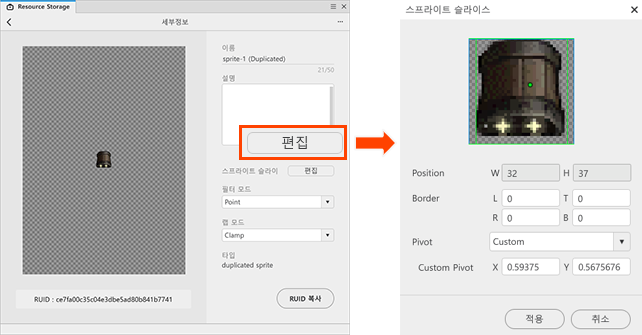 Resource Storage
세부정보
이름
sprite-1 (Duplicated)
21/50
설명
편집
스프라이트 슬라이
편집
필터 모드
Point
랩 모드
Clamp
타입
duplicated sprite
RUID : ce7fa00c35c04e3dbe5ad80b841b7741
RUID 복사
스프라이트 슬라이스
Position W 32 H 37
Border L 0 T 0
R 0 B 0
Pivot Custom
Custom Pivot X 0.59375 Y 0.5675676
적용 취소